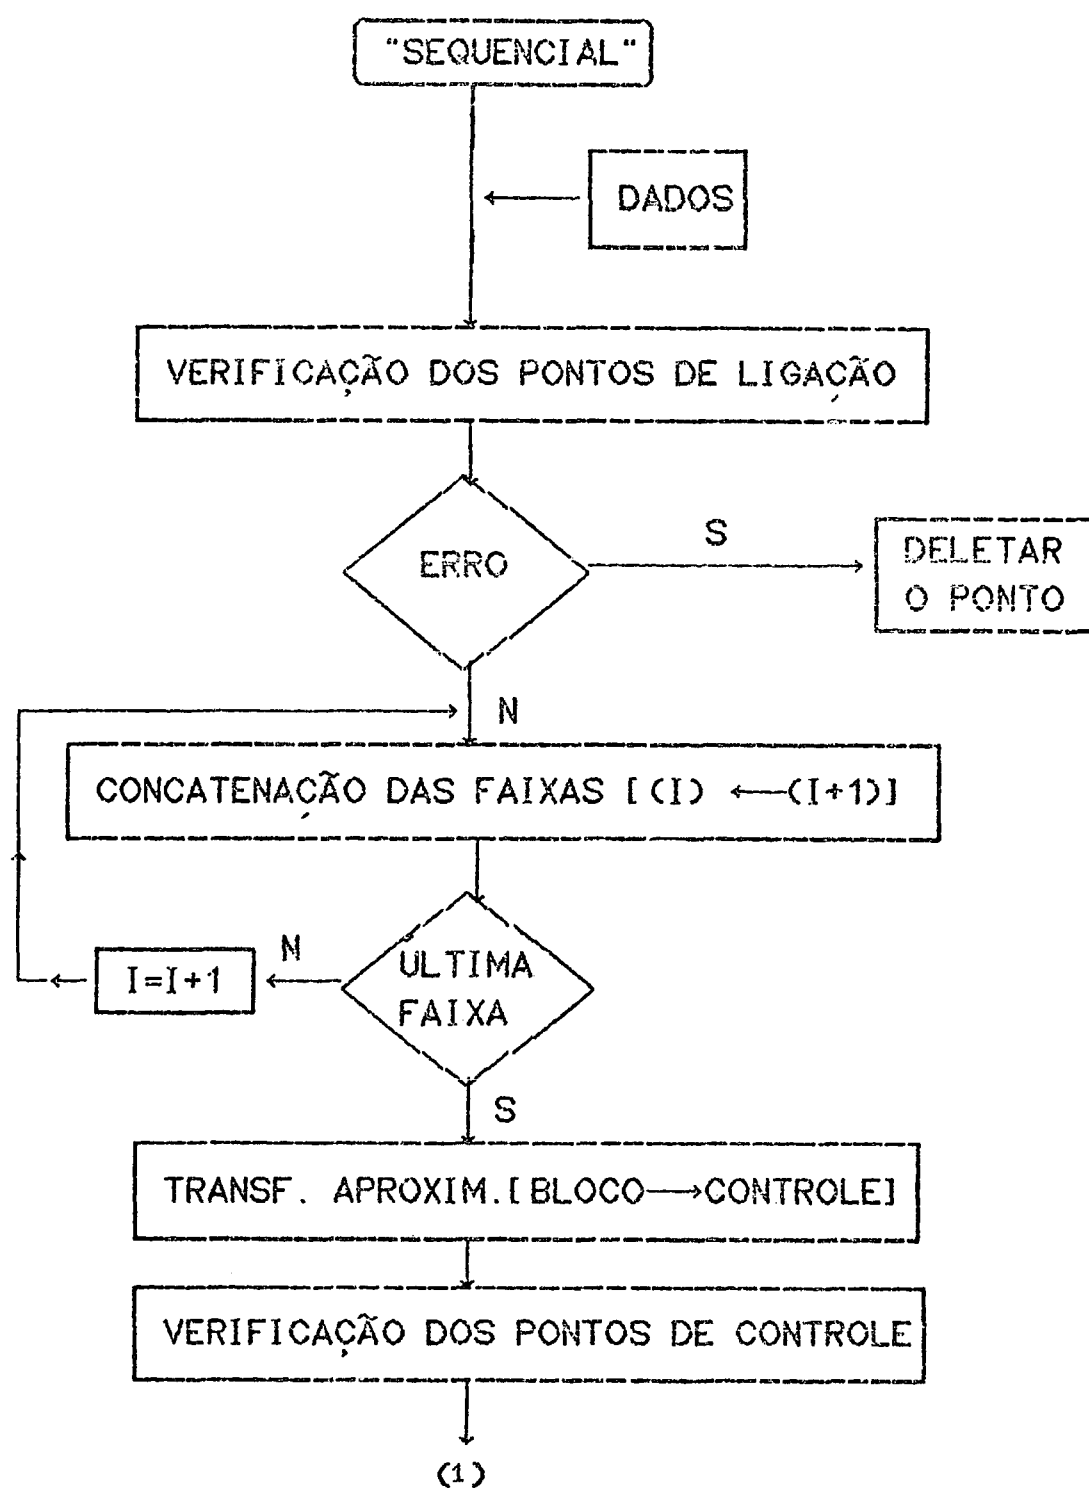 "SEQUENCIAL"
DADOS
VERIFICAÇÃO DOS PONTOS DE LIGAÇÃO
ERRO
S
DELETAR
O PONTO
N
CONCATENAÇÃO DAS FAIXAS [(I) ←(I+1)]
N
I=I+1
ÚLTIMA
FAIXA
S
TRANSF. APROXIM.[BLOCO→CONTROLE]
VERIFICAÇÃO DOS PONTOS DE CONTROLE
(1)